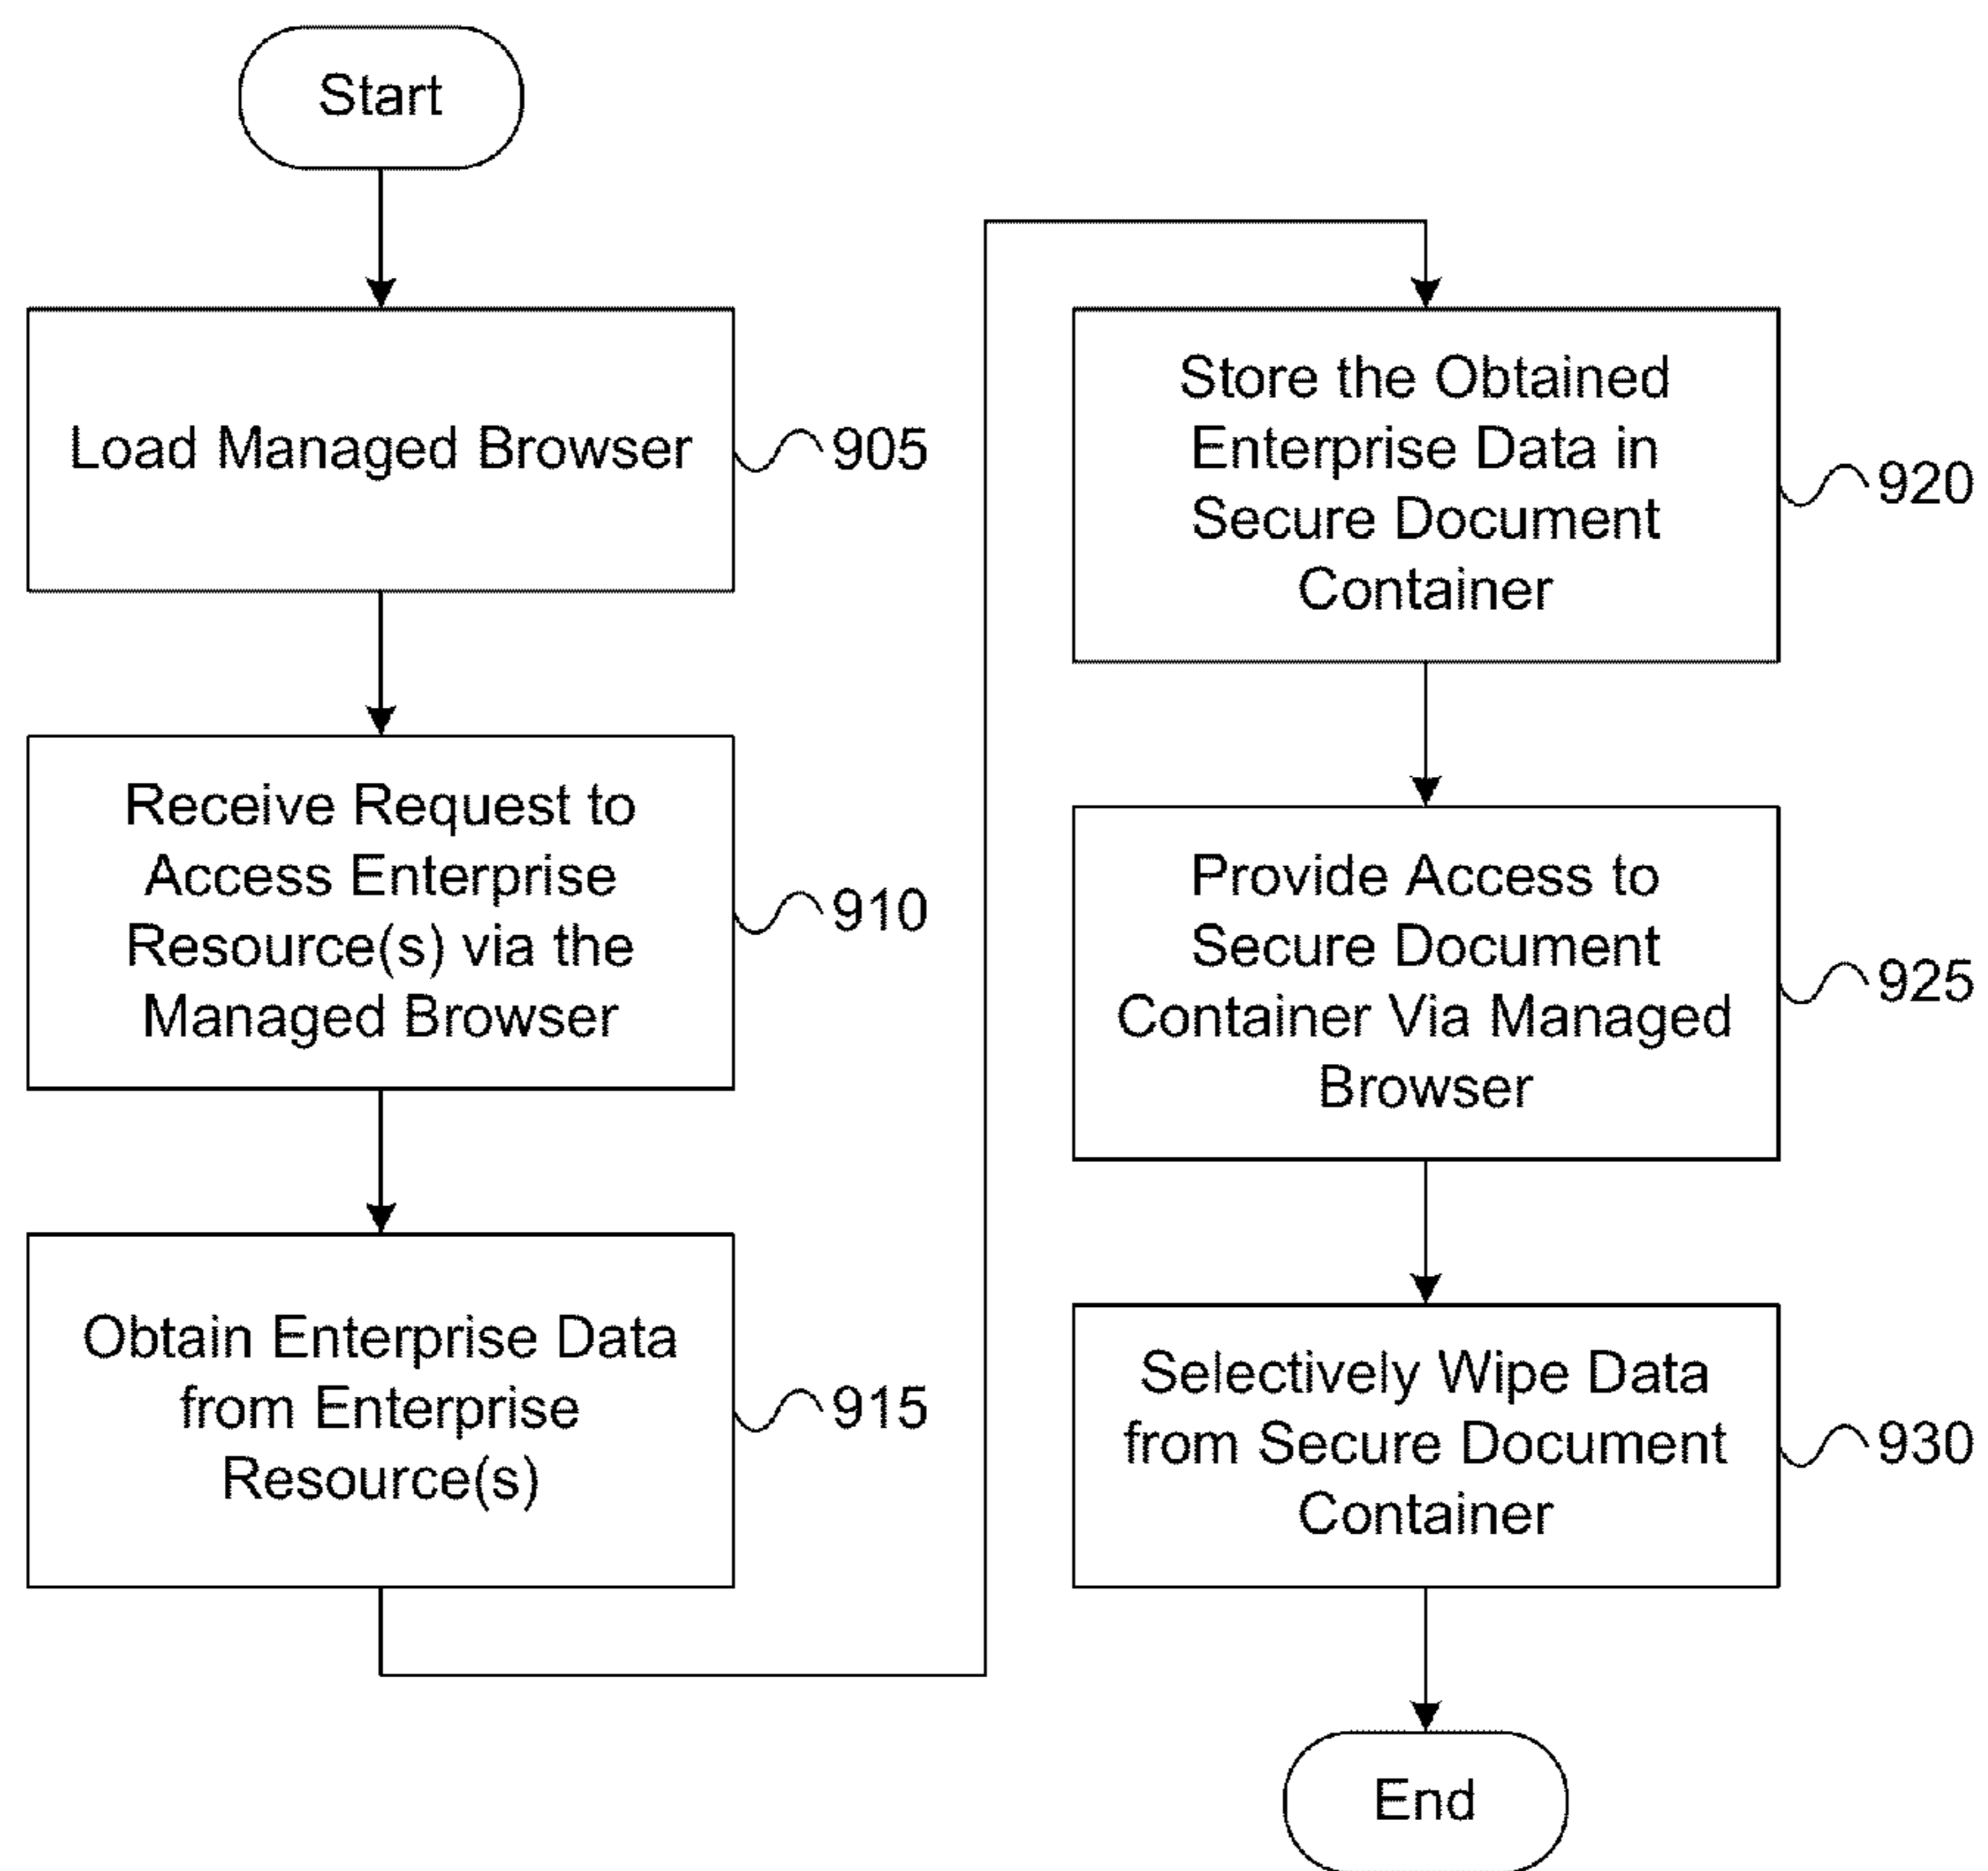 Start
Load Managed Browser
905
Receive Request to
Access Enterprise
Resource(s) via the
Managed Browser
910
Obtain Enterprise Data
from Enterprise
Resource(s)
915
Store the Obtained
Enterprise Data in
Secure Document
Container
920
Provide Access to
Secure Document
Container Via Managed
Browser
925
Selectively Wipe Data
from Secure Document
Container
930
End